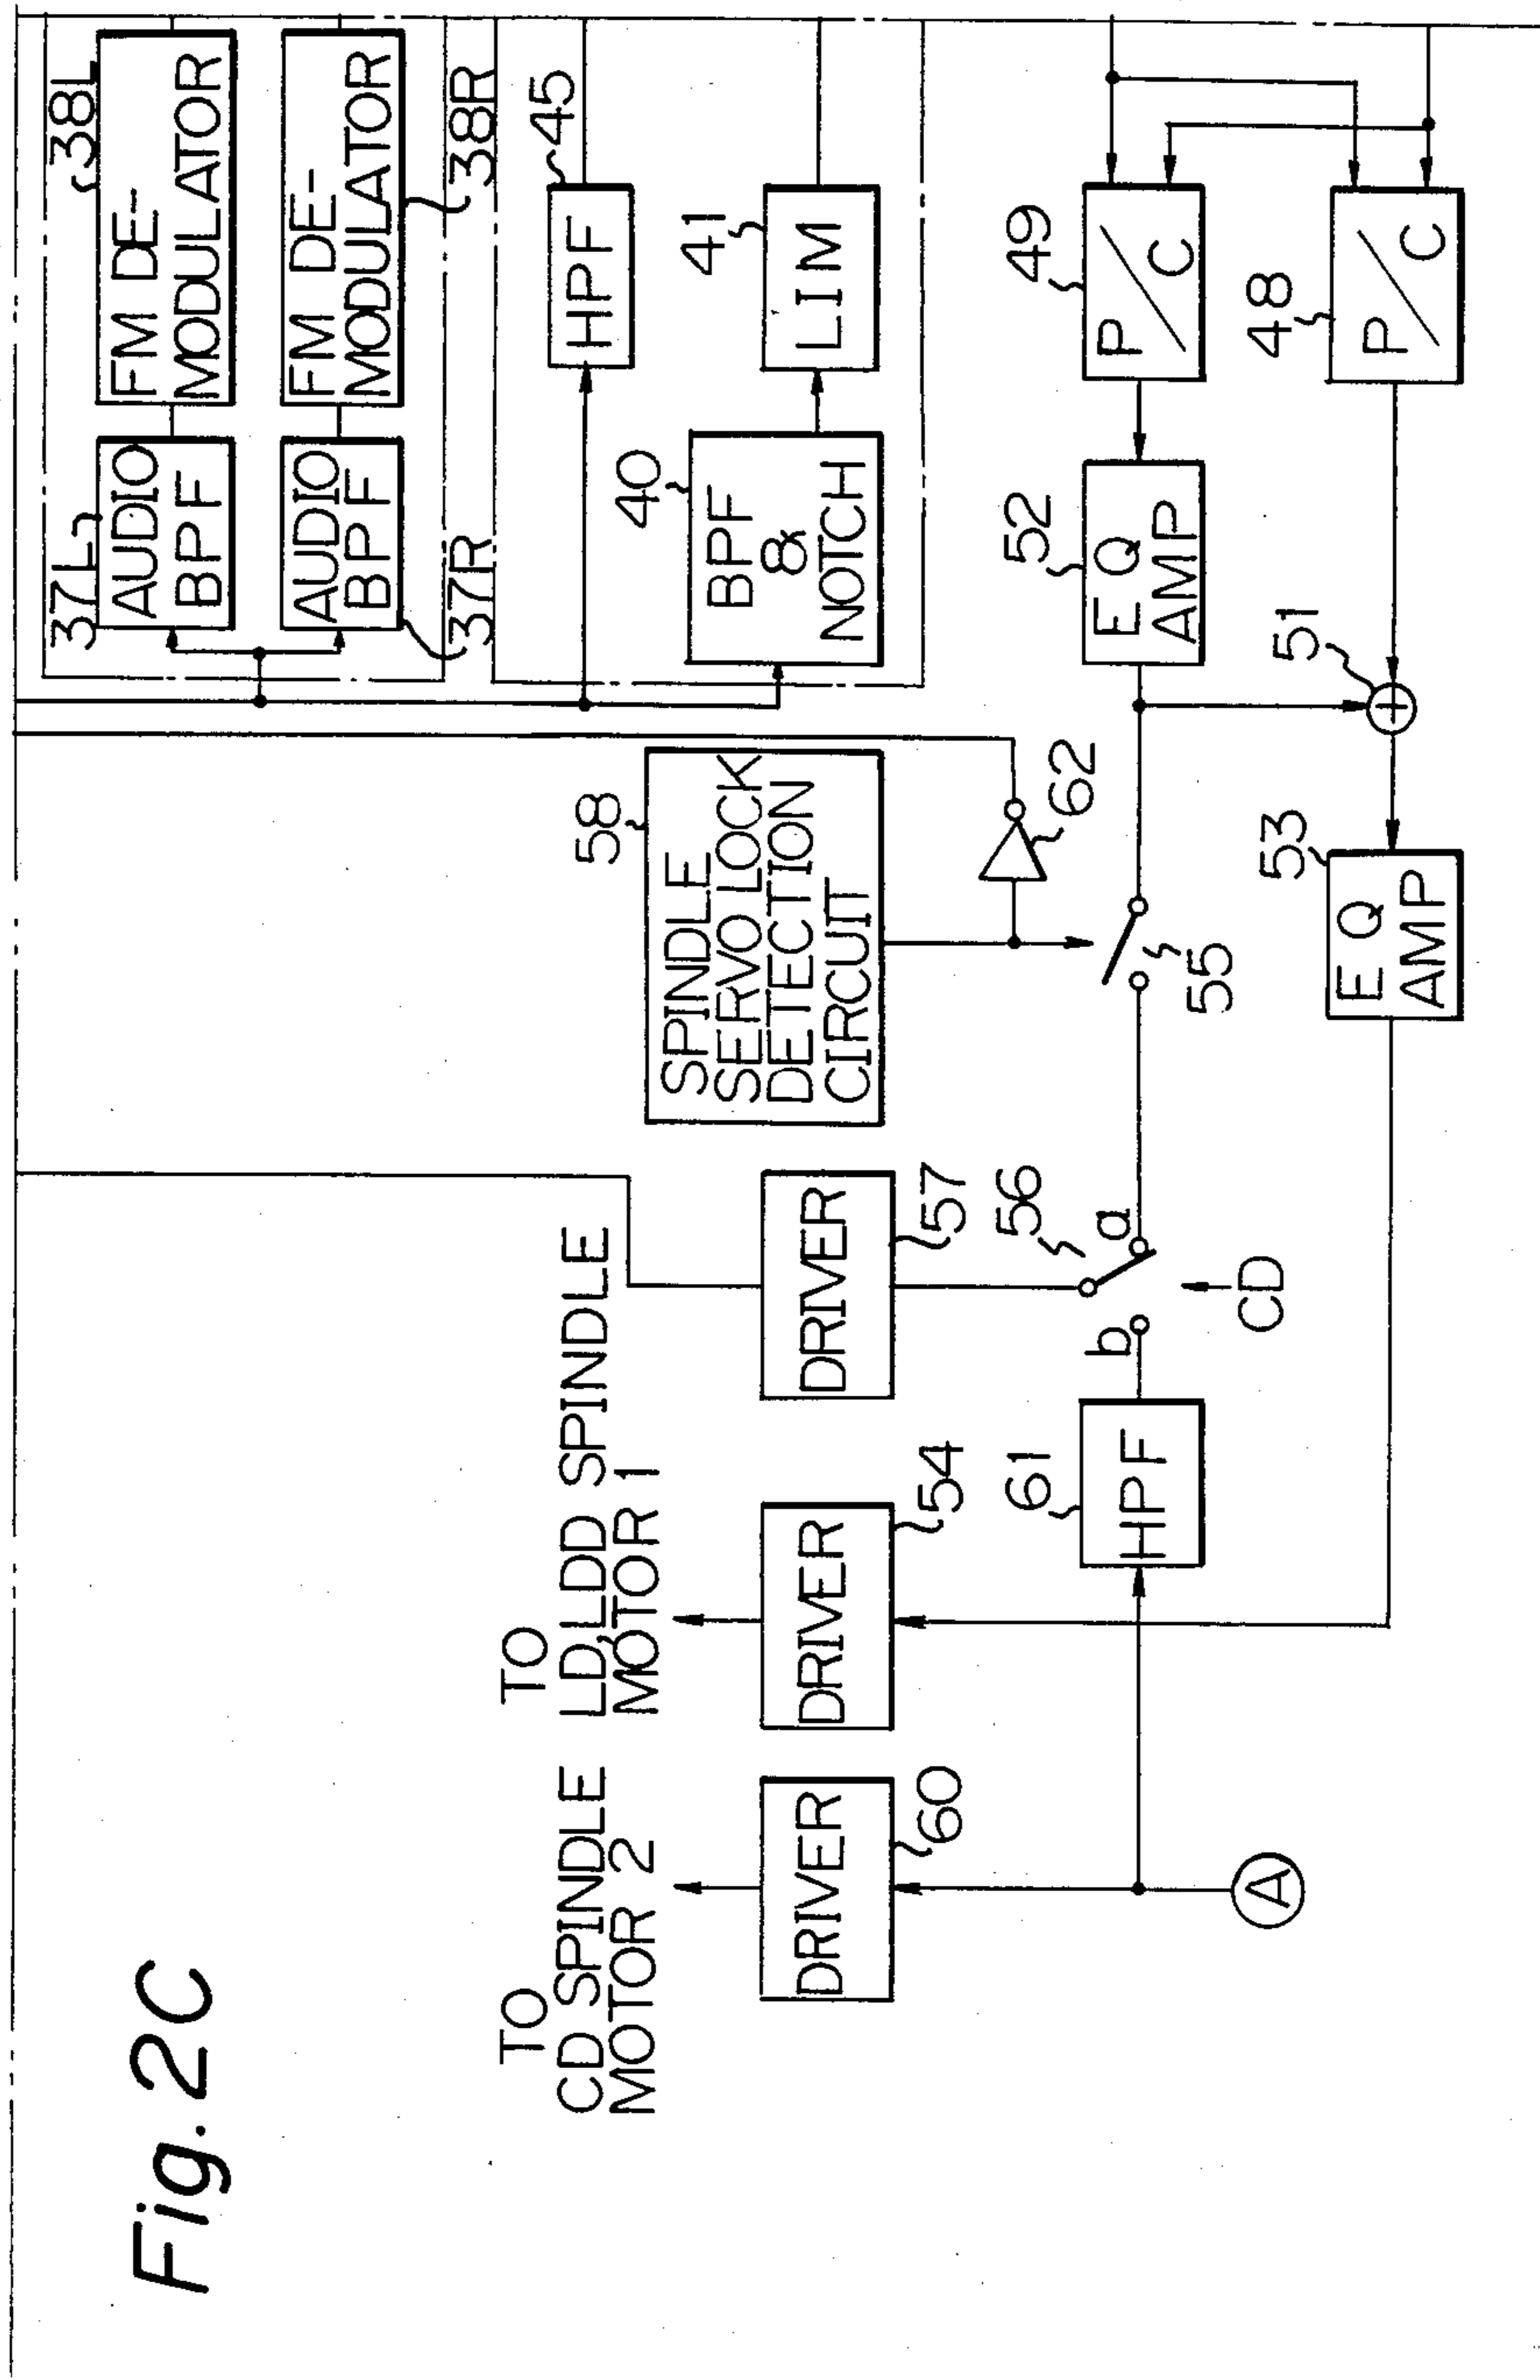 Fig. 2C
37L
AUDIO
BPF
38L
FM DE-
MODULATOR
AUDIO
BPF
37R
FM DE-
MODULATOR
38R
HPF
45
40
BPF
&
NOTCH
41
LIM
58
SPINDLE
SERVO LOCK
DETECTION
CIRCUIT
62
TO
CD SPINDLE
MOTOR 2
TO
LD, LDD SPINDLE
MOTOR 1
DRIVER
60
DRIVER
54
DRIVER
57
61
HPF
b
56
a
CD
55
52
E Q
AMP
49
P/C
A
53
E Q
AMP
51
+
48
P/C